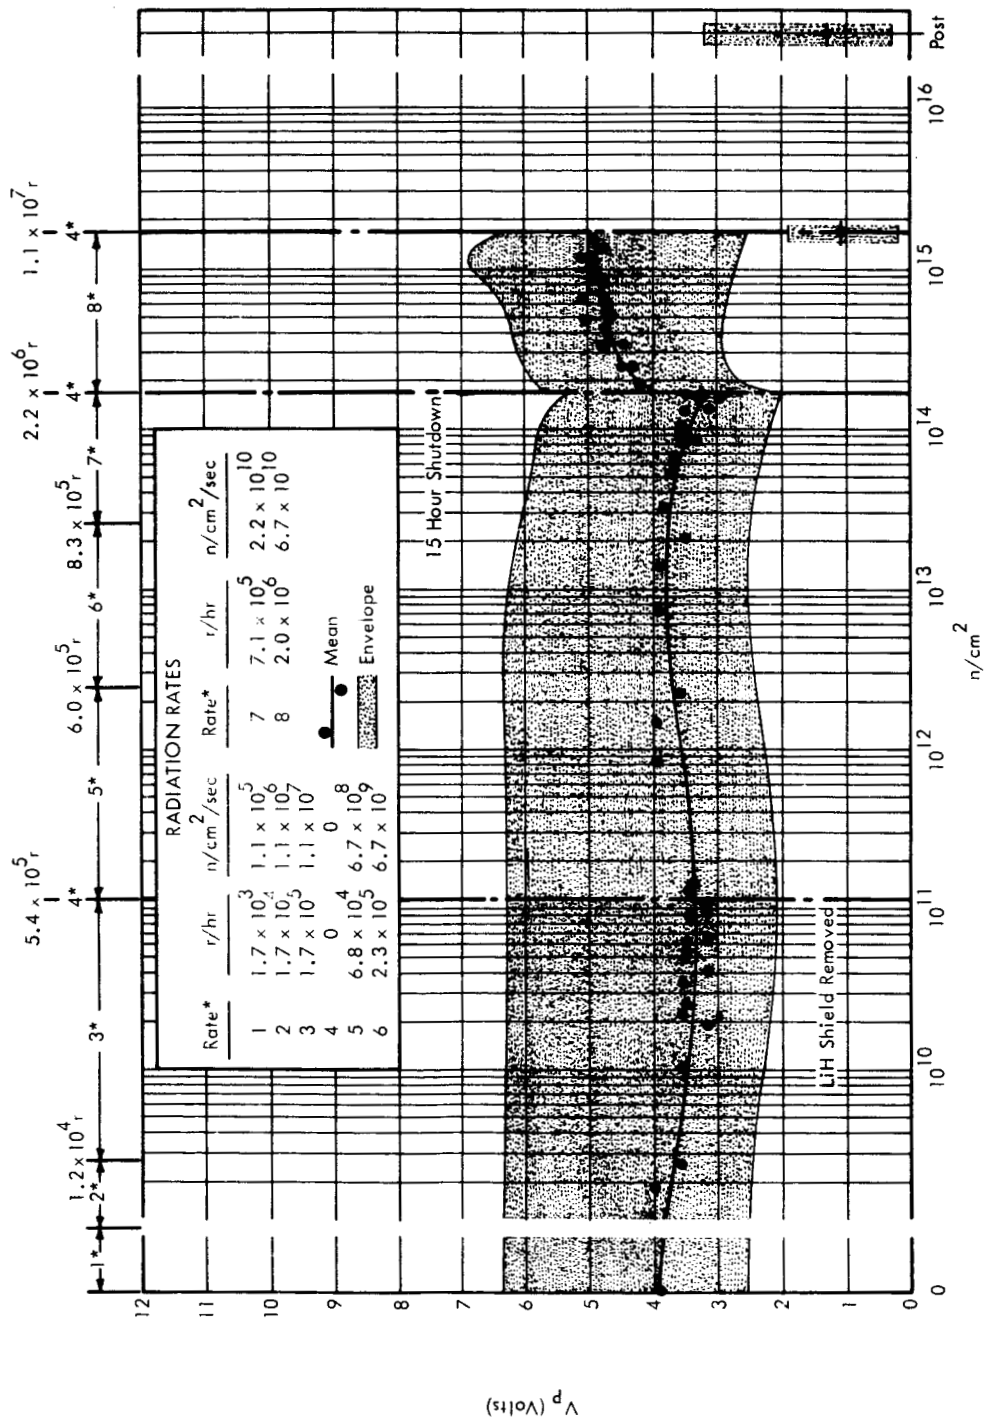 5.4 × 10⁵ r 6.0 × 10⁵ r 8.3 × 10⁵ r 2.2 × 10⁶ r 1.1 × 10⁷ r
1.2 × 10⁴ r
1* 2* 3* 4* 5* 6* 7* 4* 8* 4*
RADIATION RATES
Rate* r/hr n/cm²/sec Rate* r/hr n/cm²/sec
1 1.7 × 10³ 1.1 × 10⁵ 7 7.1 × 10⁵ 2.2 × 10¹⁰
2 1.7 × 10⁴ 1.1 × 10⁶ 8 2.0 × 10⁶ 6.7 × 10¹⁰
3 1.7 × 10⁵ 1.1 × 10⁷
4 0 0
5 6.8 × 10⁴ 6.7 × 10⁸
6 2.3 × 10⁵ 6.7 × 10⁹
Mean
Envelope
15 Hour Shutdown
LiH Shield Removed
V_p (Volts)
12
11
10
9
8
7
6
5
4
3
2
1
0
0 10¹⁰ 10¹¹ 10¹² 10¹³ 10¹⁴ 10¹⁵ 10¹⁶ Post
n/cm²